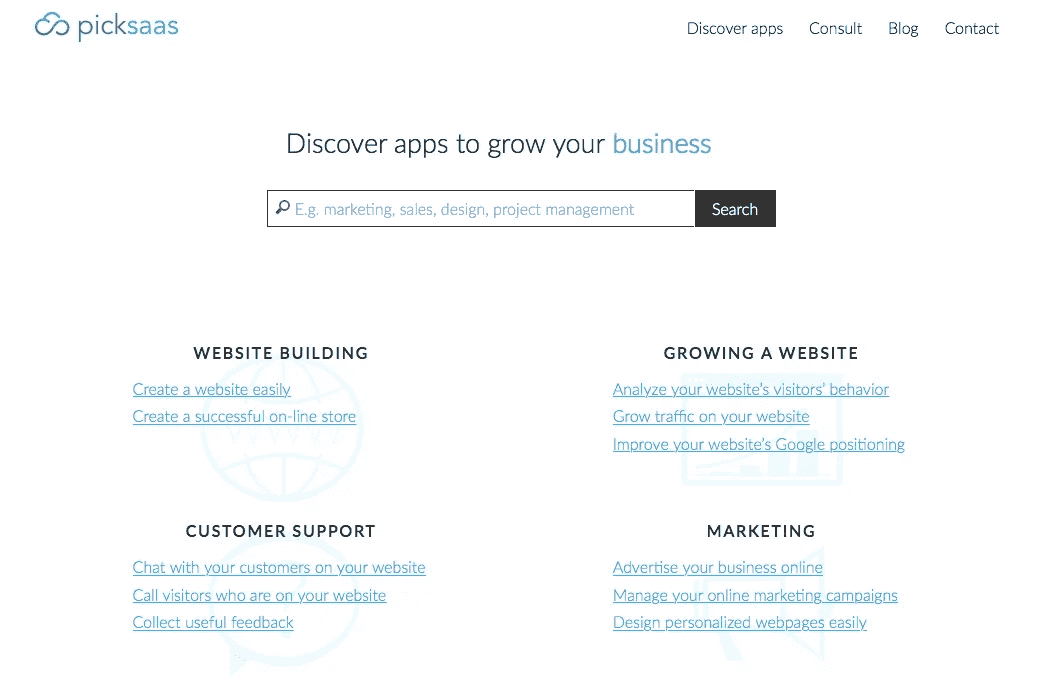 picksaas
Discover apps Consult Blog Contact
Discover apps to grow your business
E.g. marketing, sales, design, project management Search
WEBSITE BUILDING
Create a website easily
Create a successful on-line store
GROWING A WEBSITE
Analyze your website's visitors' behavior
Grow traffic on your website
Improve your website's Google positioning
CUSTOMER SUPPORT
Chat with your customers on your website
Call visitors who are on your website
Collect useful feedback
MARKETING
Advertise your business online
Manage your online marketing campaigns
Design personalized webpages easily